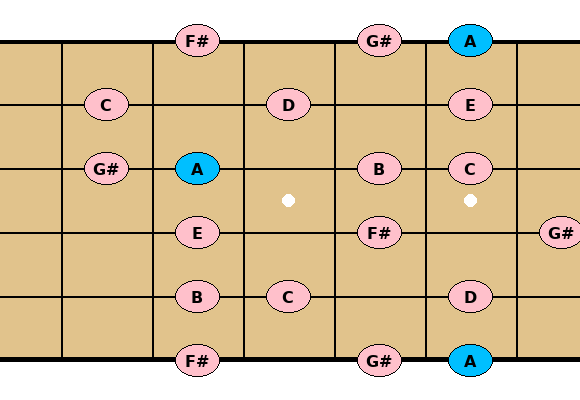 F# G# A
C D E
G# A B C
E F# G#
B C D
F# G# A